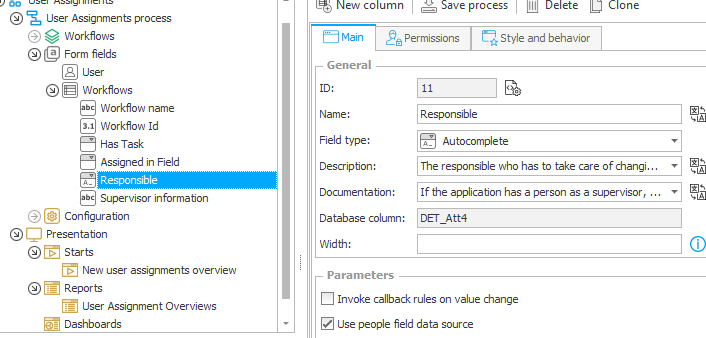 User Assignments
User Assignments process
Workflows
Form fields
User
Workflows
abc Workflow name
3.1 Workflow Id
Has Task
Assigned in Field
A... Responsible
abc Supervisor information
Configuration
Presentation
Starts
New user assignments overview
Reports
User Assignment Overviews
Dashboards
New column Save process Delete Clone
Main Permissions Style and behavior
General
ID: 11
Name: Responsible
Field type: A... Autocomplete
Description: The responsible who has to take care of changi...
Documentation: If the application has a person as a supervisor, ...
Database column: DET_Att4
Width:
Parameters
Invoke callback rules on value change
Use people field data source